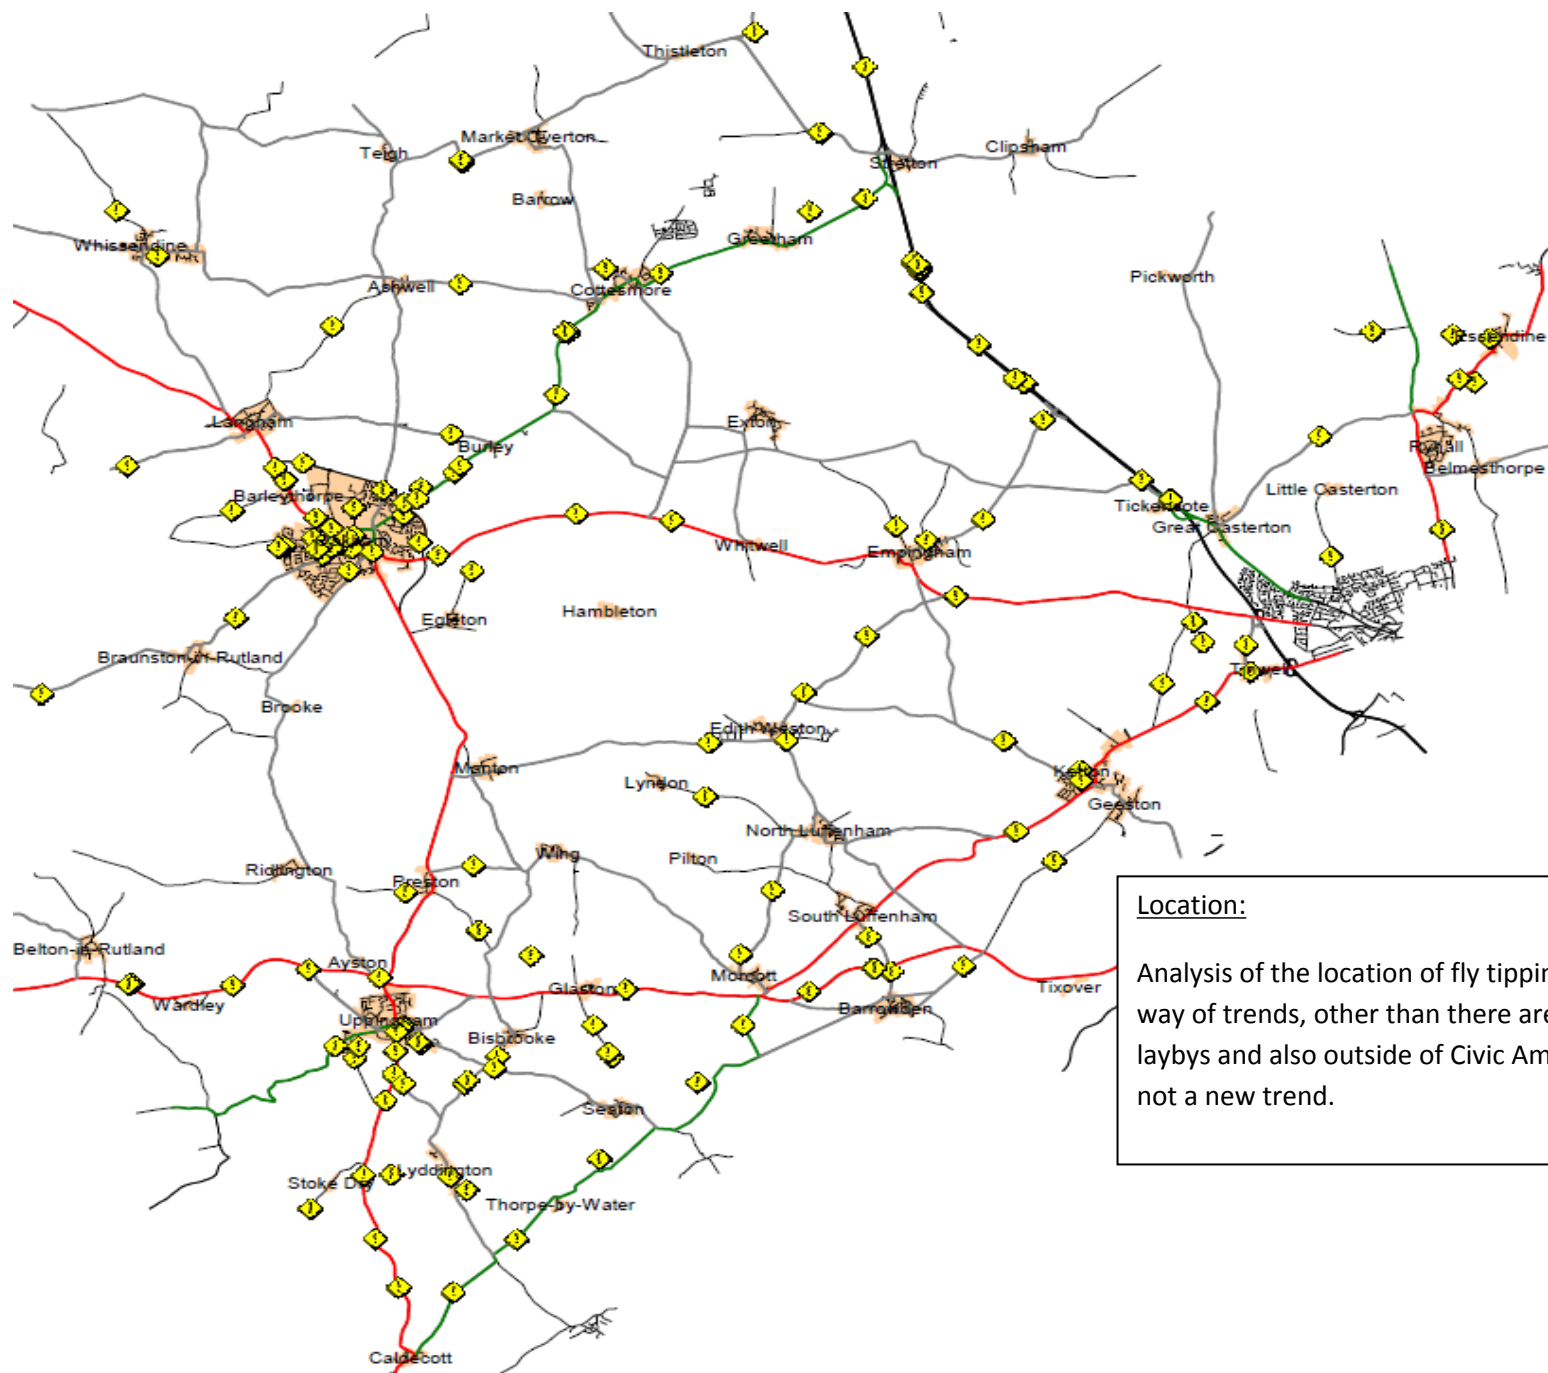 Thistleton
Market Overton
Teigh
Clipsham
Stretton
Barrow
Greetham
Whissendine
Ashwell
Cottesmore
Pickworth
Essendine
Langham
Exton
Burley
Ryhall
Belmesthorpe
Barleythorpe
Little Casterton
Tickencote
Great Casterton
Oakham
Whitwell
Empingham
Egleton
Hambleton
Braunston-in-Rutland
Tinwell
Brooke
Edith Weston
Manton
Lyndon
Ketton
Geeston
North Luffenham
Wing
Pilton
Ridlington
Preston
South Luffenham
Belton-in-Rutland
Ayston
Morcott
Glaston
Tixover
Wardley
Barrowden
Uppingham
Bisbrooke
Seaton
Lyddington
Stoke Dry
Thorpe-by-Water
Caldecott
Location:
Analysis of the location of fly tippin
way of trends, other than there are
laybys and also outside of Civic Am
not a new trend.